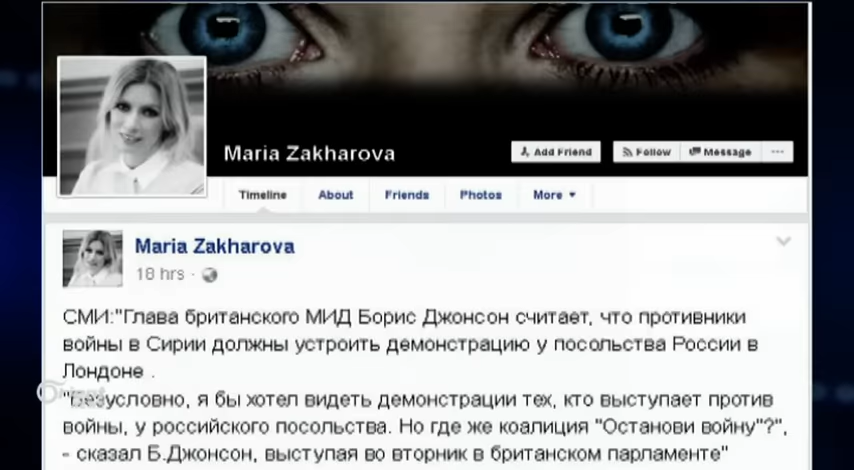 Maria Zakharova
Add Friend
Follow
Message
Timeline
About
Friends
Photos
More
Maria Zakharova
18 hrs ·
СМИ:"Глава британского МИД Борис Джонсон считает, что противники
войны в Сирии должны устроить демонстрацию у посольства России в
Лондоне .
"Безусловно, я бы хотел видеть демонстрации тех, кто выступает против
войны, у российского посольства. Но где же коалиция "Останови войну"?",
- сказал Б.Джонсон, выступая во вторник в британском парламенте"